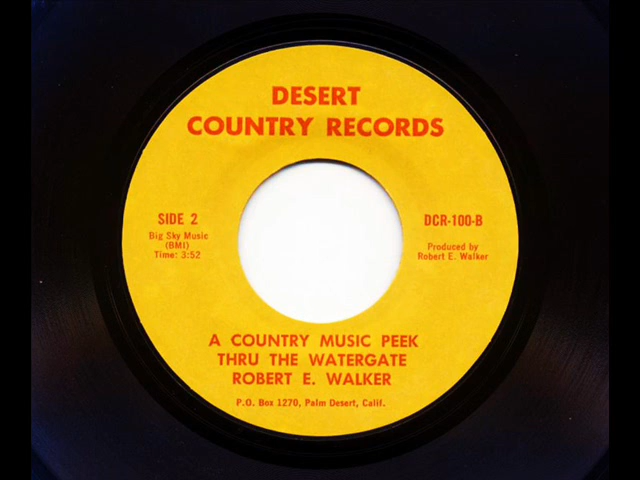 DESERT
COUNTRY RECORDS
SIDE 2
Big Sky Music
(BMI)
Time: 3:52
DCR-100-B
Produced by
Robert E. Walker
A COUNTRY MUSIC PEEK
THRU THE WATERGATE
ROBERT E. WALKER
P.O. Box 1270, Palm Desert, Calif.